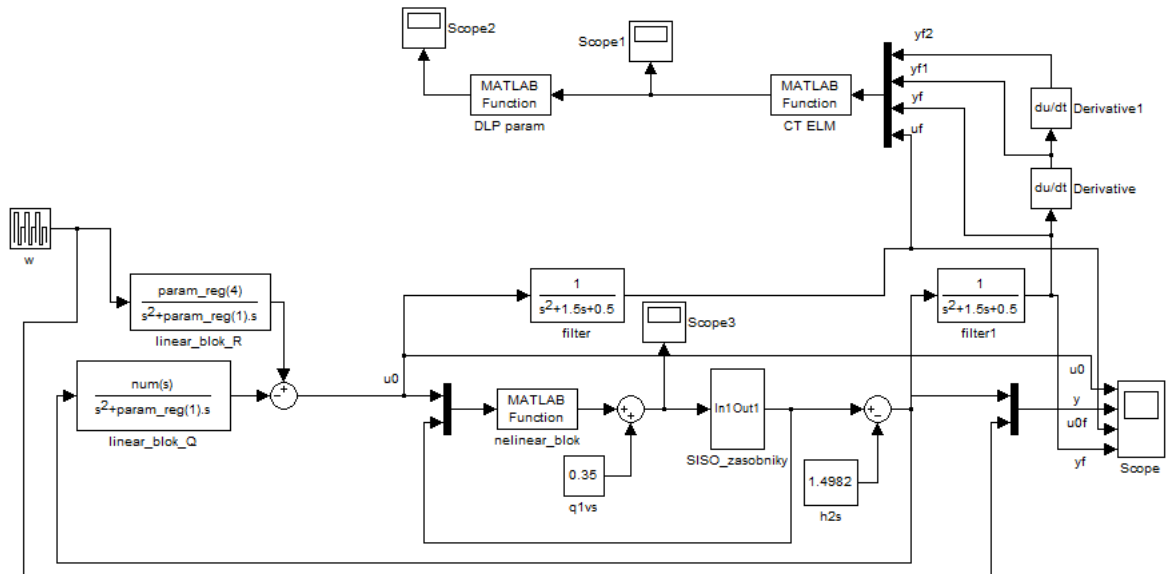 Scope2
Scope1
yf2
yf1
yf
uf
MATLAB
Function
DLP param
MATLAB
Function
CT ELM
du/dt
Derivative1
du/dt
Derivative
w
param_reg(4)
s2+param_reg(1).s
linear_blok_R
1
s2+1.5s+0.5
filter
Scope3
1
s2+1.5s+0.5
filter1
num(s)
s2+param_reg(1).s
linear_blok_Q
u0
MATLAB
Function
nelinear_blok
0.35
q1vs
In1Out1
SISO_zasobniky
1.4982
h2s
u0
y
u0f
yf
Scope